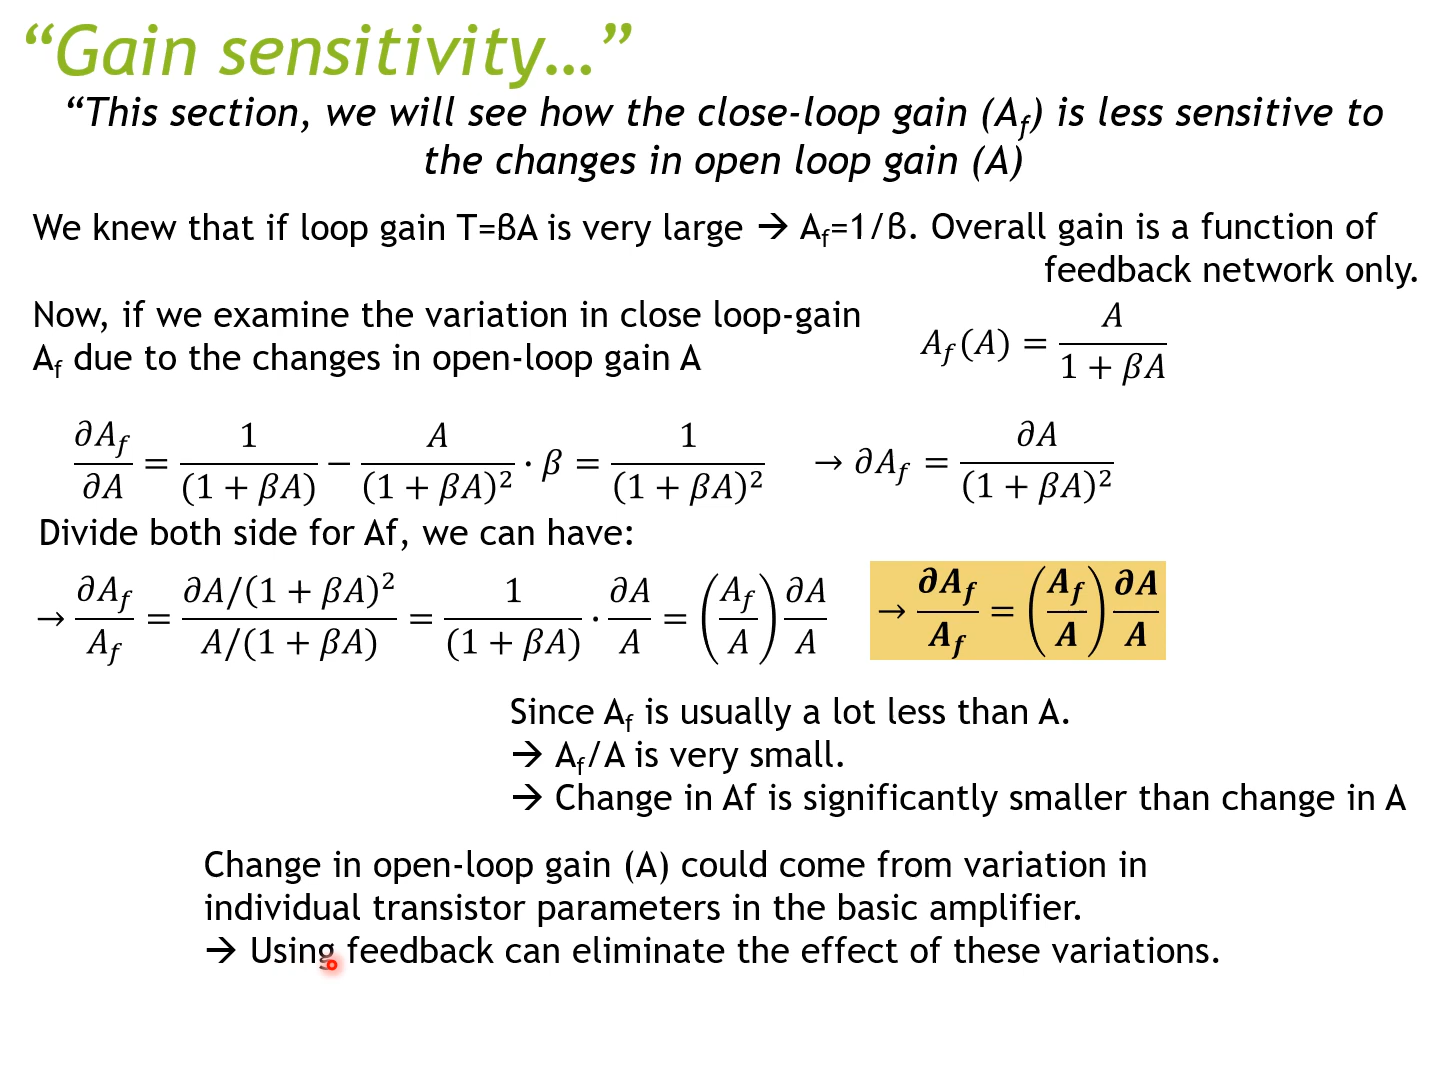 “Gain sensitivity…”
“This section, we will see how the close-loop gain (A_f) is less sensitive to
the changes in open loop gain (A)
We knew that if loop gain T=βA is very large → A_f=1/β. Overall gain is a function of
feedback network only.
Now, if we examine the variation in close loop-gain
A_f due to the changes in open-loop gain A
A_f(A) = A / (1 + βA)
∂A_f/∂A = 1/(1 + βA) − A/(1 + βA)² · β = 1/(1 + βA)² → ∂A_f = ∂A/(1 + βA)²
Divide both side for Af, we can have:
→ ∂A_f/A_f = (∂A/(1 + βA)²)/(A/(1 + βA)) = 1/(1 + βA) · ∂A/A = (A_f/A) ∂A/A → ∂A_f/A_f = (A_f/A) ∂A/A
Since A_f is usually a lot less than A.
→ A_f/A is very small.
→ Change in Af is significantly smaller than change in A
Change in open-loop gain (A) could come from variation in
individual transistor parameters in the basic amplifier.
→ Using feedback can eliminate the effect of these variations.